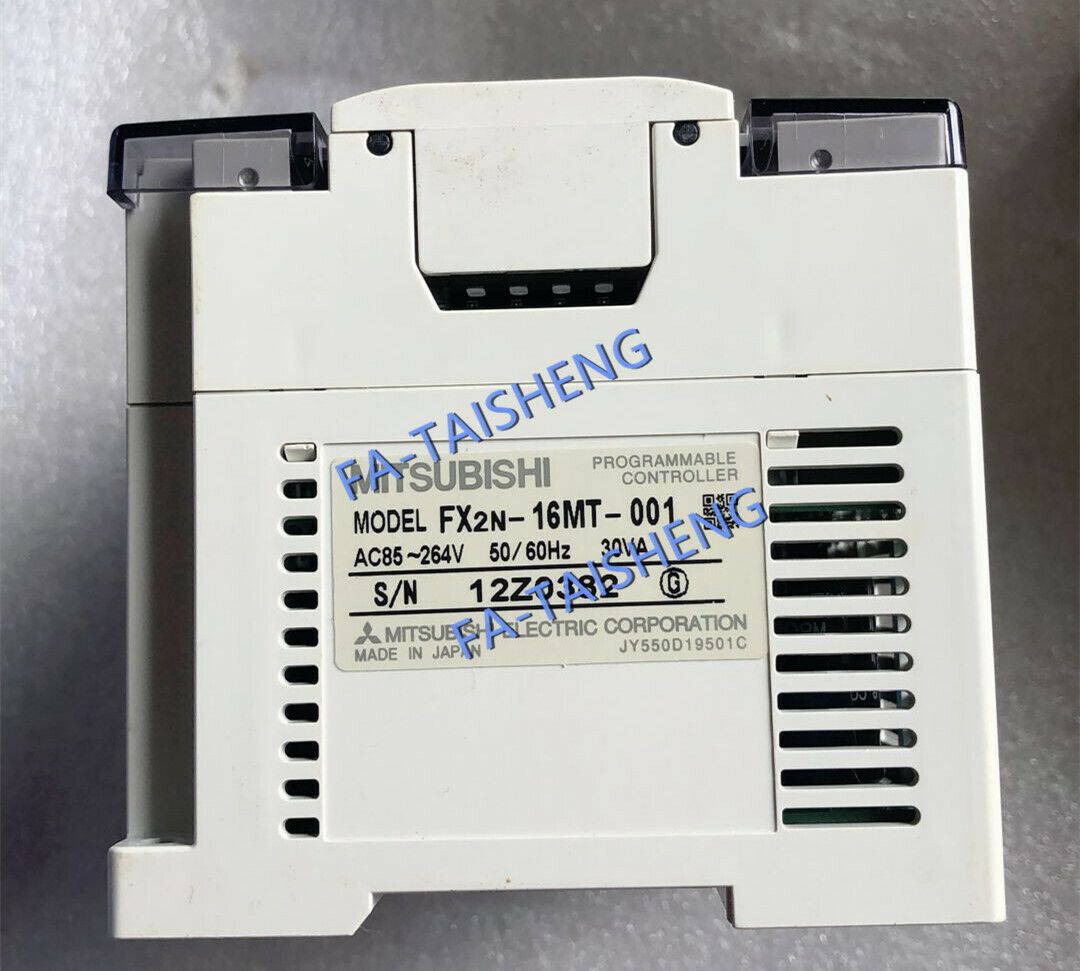 FA-TAISHENG
MITSUBISHI
PROGRAMMABLE
CONTROLLER
MODEL FX2N-16MT-001
AC85~264V 50/60Hz 30VA
S/N 12Z0382 G
FA-TAISHENG
MITSUBISHI ELECTRIC CORPORATION
MADE IN JAPAN
JY550D19501C